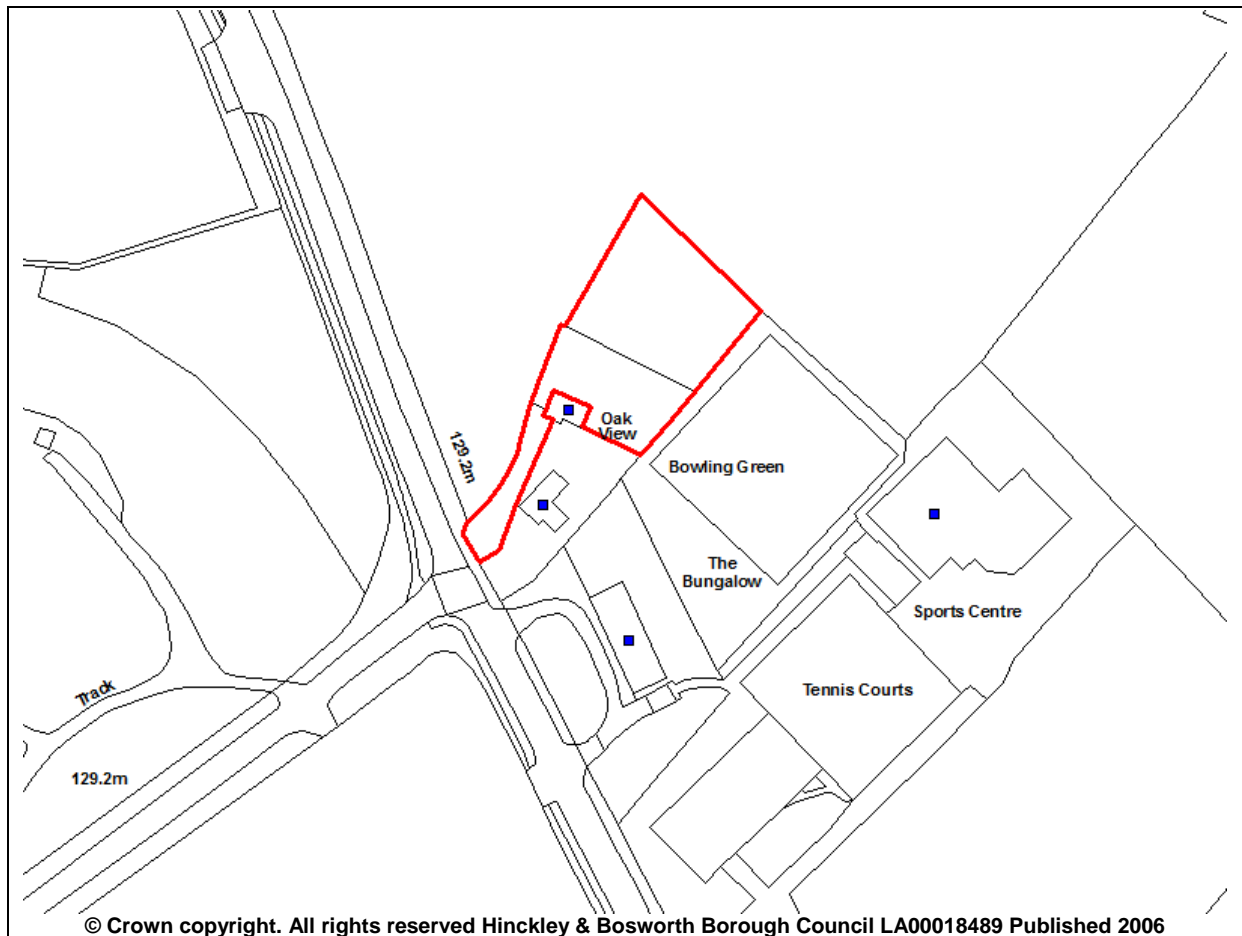 129.2m
Oak
View
Bowling Green
The
Bungalow
Sports Centre
Track
Tennis Courts
129.2m
© Crown copyright. All rights reserved Hinckley & Bosworth Borough Council LA00018489 Published 2006